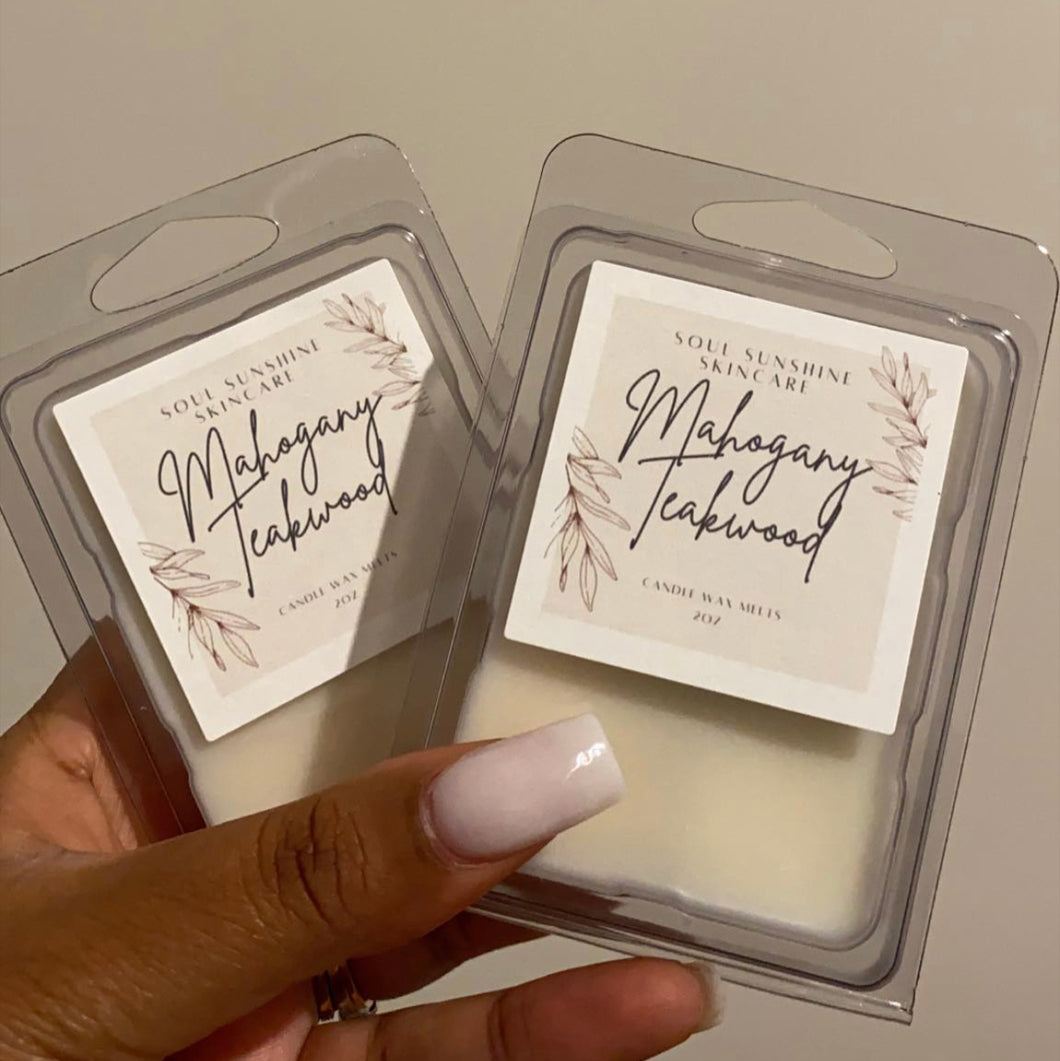 SOUL SUNSHINE
SKINCARE
Mahogany
Teakwood
CANDLE WAX MELTS
2OZ
SOUL SUNSHINE
SKINCARE
Mahogany
Teakwood
CANDLE WAX MELTS
2OZ